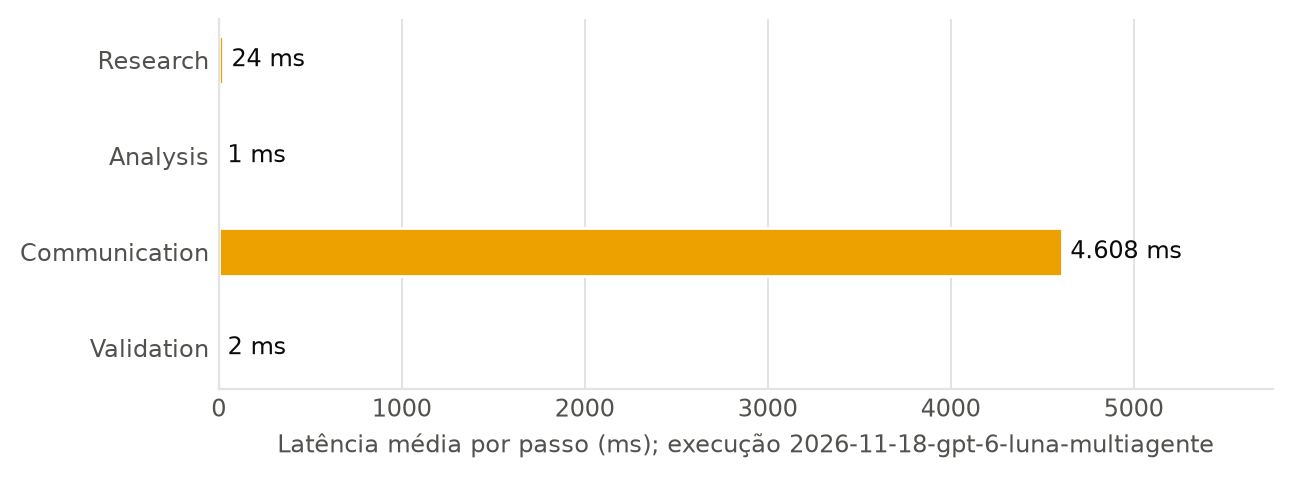 Research 24 ms
Analysis 1 ms
Communication 4.608 ms
Validation 2 ms
0 1000 2000 3000 4000 5000
Latência média por passo (ms); execução 2026-11-18-gpt-6-luna-multiagente